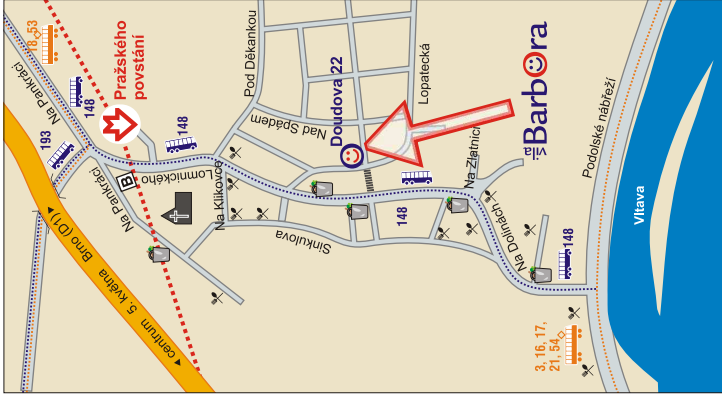 18, 53
Na Pankráci
148
193
Pražského
povstání
148
B
Na Pankráci
Lomnického
Na Klikovce
Pod Děkankou
Nad Spádem
Doudova 22
Lopatecká
vila
Barbora
Brno (D1)
5. května
centrum
Sinkulova
148
Na Zlatnici
Na Dolinách
148
Podolské nábřeží
Vltava
3, 16, 17,
21, 54